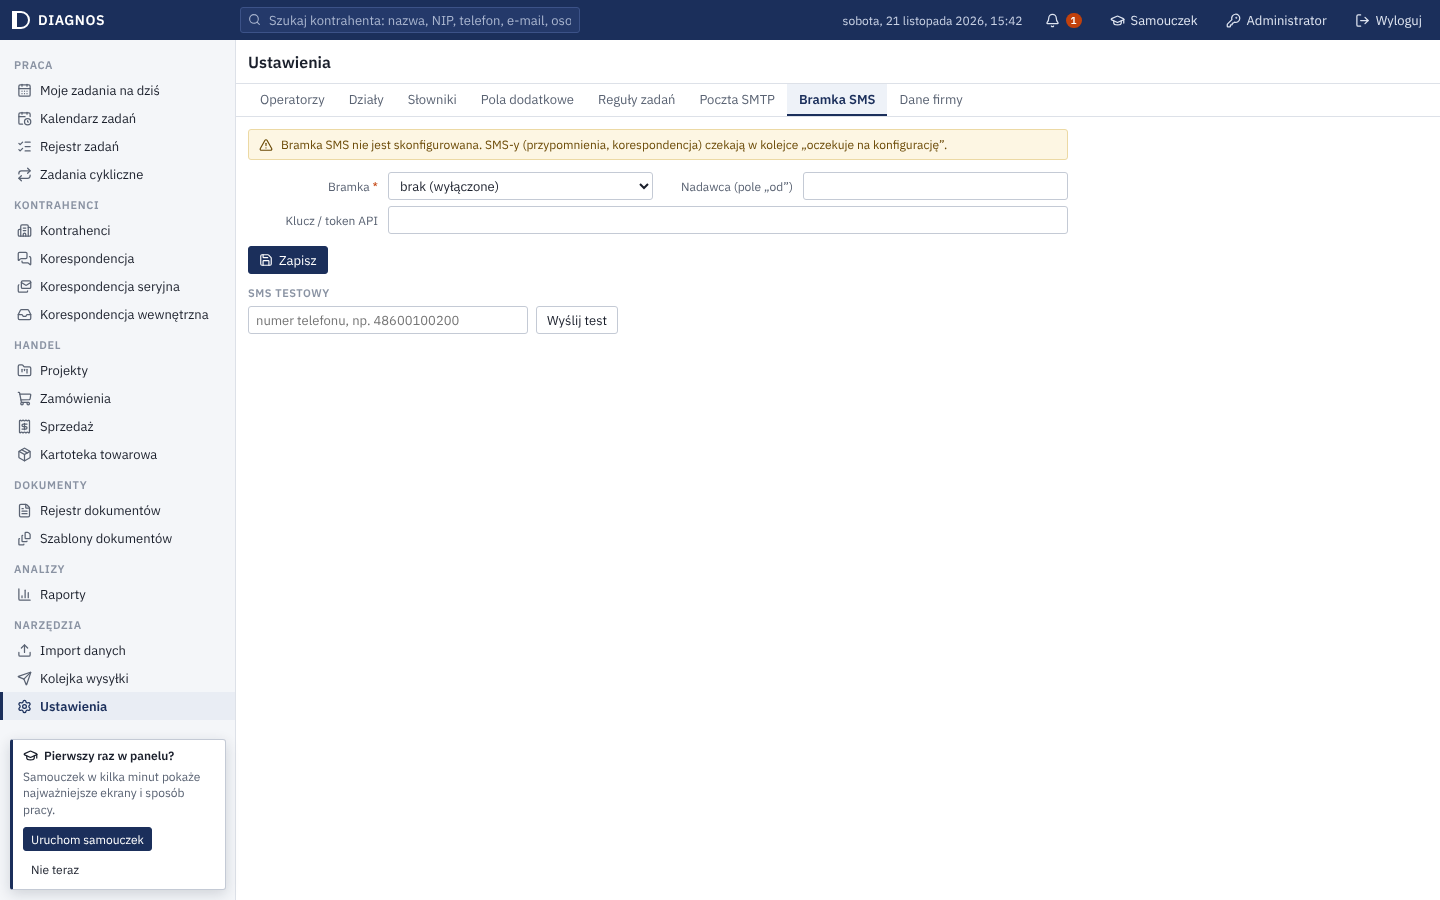 DIAGNOS
Szukaj kontrahenta: nazwa, NIP, telefon, e-mail, oso
sobota, 21 listopada 2026, 15:42
1
Samouczek
Administrator
Wyloguj
PRACA
Moje zadania na dziś
Kalendarz zadań
Rejestr zadań
Zadania cykliczne
KONTRAHENCI
Kontrahenci
Korespondencja
Korespondencja seryjna
Korespondencja wewnętrzna
HANDEL
Projekty
Zamówienia
Sprzedaż
Kartoteka towarowa
DOKUMENTY
Rejestr dokumentów
Szablony dokumentów
ANALIZY
Raporty
NARZĘDZIA
Import danych
Kolejka wysyłki
Ustawienia
Pierwszy raz w panelu?
Samouczek w kilka minut pokaże
najważniejsze ekrany i sposób
pracy.
Uruchom samouczek
Nie teraz
Ustawienia
Operatorzy
Działy
Słowniki
Pola dodatkowe
Reguły zadań
Poczta SMTP
Bramka SMS
Dane firmy
Bramka SMS nie jest skonfigurowana. SMS-y (przypomnienia, korespondencja) czekają w kolejce „oczekuje na konfigurację”.
Bramka *
brak (wyłączone)
Nadawca (pole „od”)
Klucz / token API
Zapisz
SMS TESTOWY
numer telefonu, np. 48600100200
Wyślij test